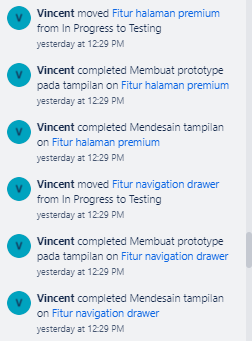 V
Vincent moved Fitur halaman premium
from In Progress to Testing
yesterday at 12:29 PM
V
Vincent completed Membuat prototype
pada tampilan on Fitur halaman premium
yesterday at 12:29 PM
V
Vincent completed Mendesain tampilan
on Fitur halaman premium
yesterday at 12:29 PM
V
Vincent moved Fitur navigation drawer
from In Progress to Testing
yesterday at 12:29 PM
V
Vincent completed Membuat prototype
pada tampilan on Fitur navigation drawer
yesterday at 12:29 PM
V
Vincent completed Mendesain tampilan
on Fitur navigation drawer
yesterday at 12:29 PM